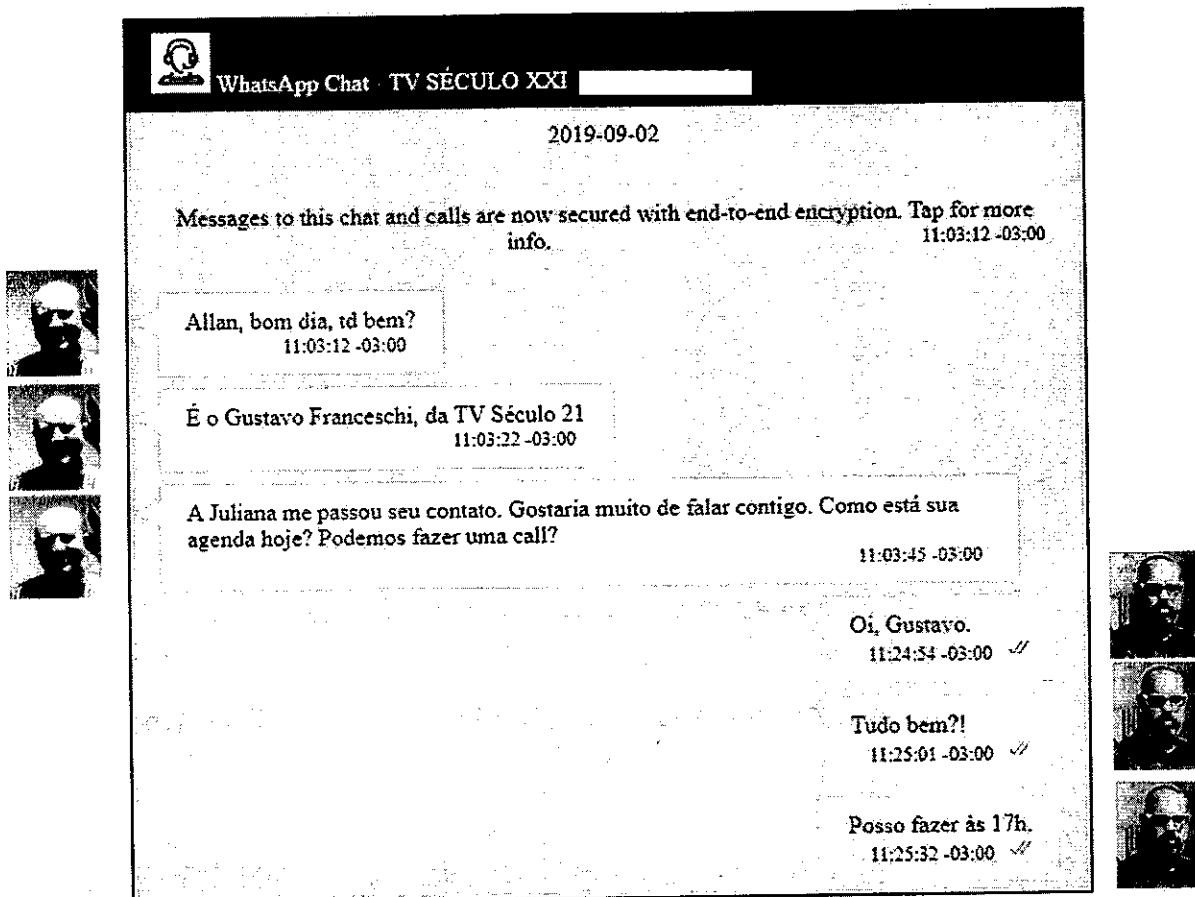 WhatsApp Chat - TV SÉCULO XXI
2019-09-02
Messages to this chat and calls are now secured with end-to-end encryption. Tap for more
info.
11:03:12 -03:00
Allan, bom dia, td bem?
11:03:12 -03:00
É o Gustavo Franceschi, da TV Século 21
11:03:22 -03:00
A Juliana me passou seu contato. Gostaria muito de falar contigo. Como está sua
agenda hoje? Podemos fazer uma call?
11:03:45 -03:00
Oi, Gustavo.
11:24:54 -03:00
Tudo bem?!
11:25:01 -03:00
Posso fazer às 17h.
11:25:32 -03:00